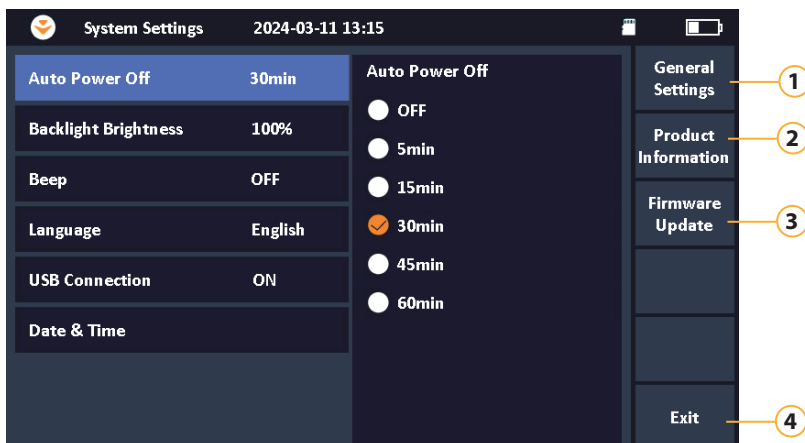 System Settings 2024-03-11 13:15
Auto Power Off 30min
Backlight Brightness 100%
Beep OFF
Language English
USB Connection ON
Date & Time
Auto Power Off
OFF
5min
15min
30min
45min
60min
General
Settings
1
Product
Information
2
Firmware
Update
3
Exit
4